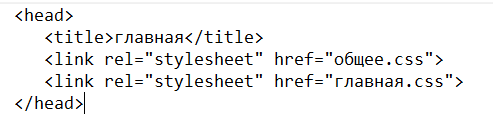 <head>
<title>главная</title>
<link rel="stylesheet" href="общее.css">
<link rel="stylesheet" href="главная.css">
</head>